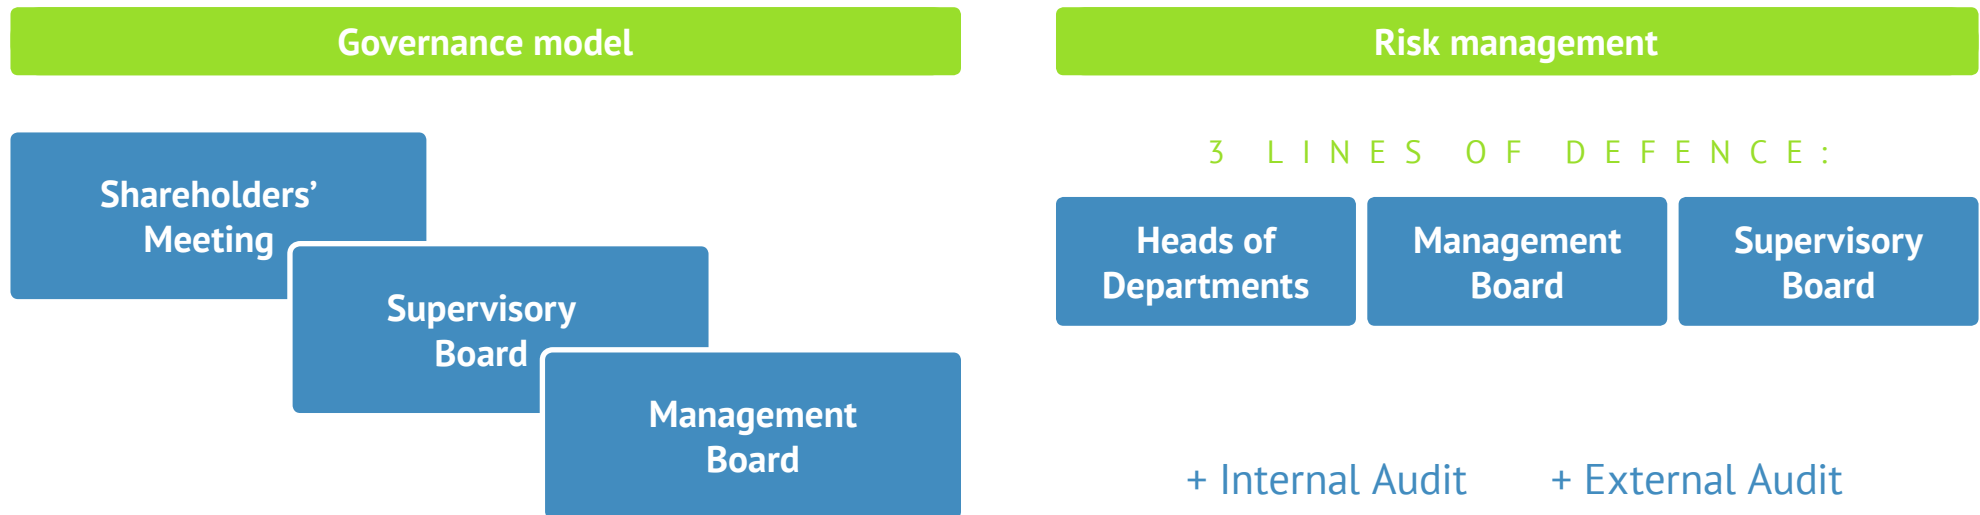 Governance model
Shareholders’
Meeting
Supervisory
Board
Management
Board
Risk management
3 LINES OF DEFENCE:
Heads of
Departments
Management
Board
Supervisory
Board
+ Internal Audit
+ External Audit